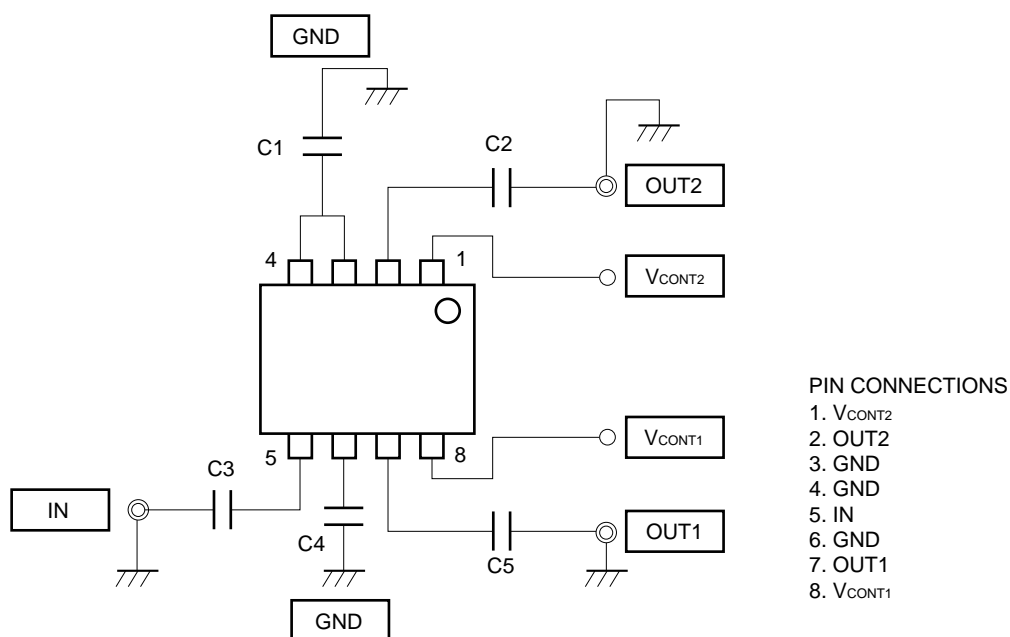 GND
C1
C2
OUT2
4
1
VCONT2
PIN CONNECTIONS
1. VCONT2
2. OUT2
3. GND
4. GND
5. IN
6. GND
7. OUT1
8. VCONT1
VCONT1
5
8
C3
IN
C4
C5
OUT1
GND